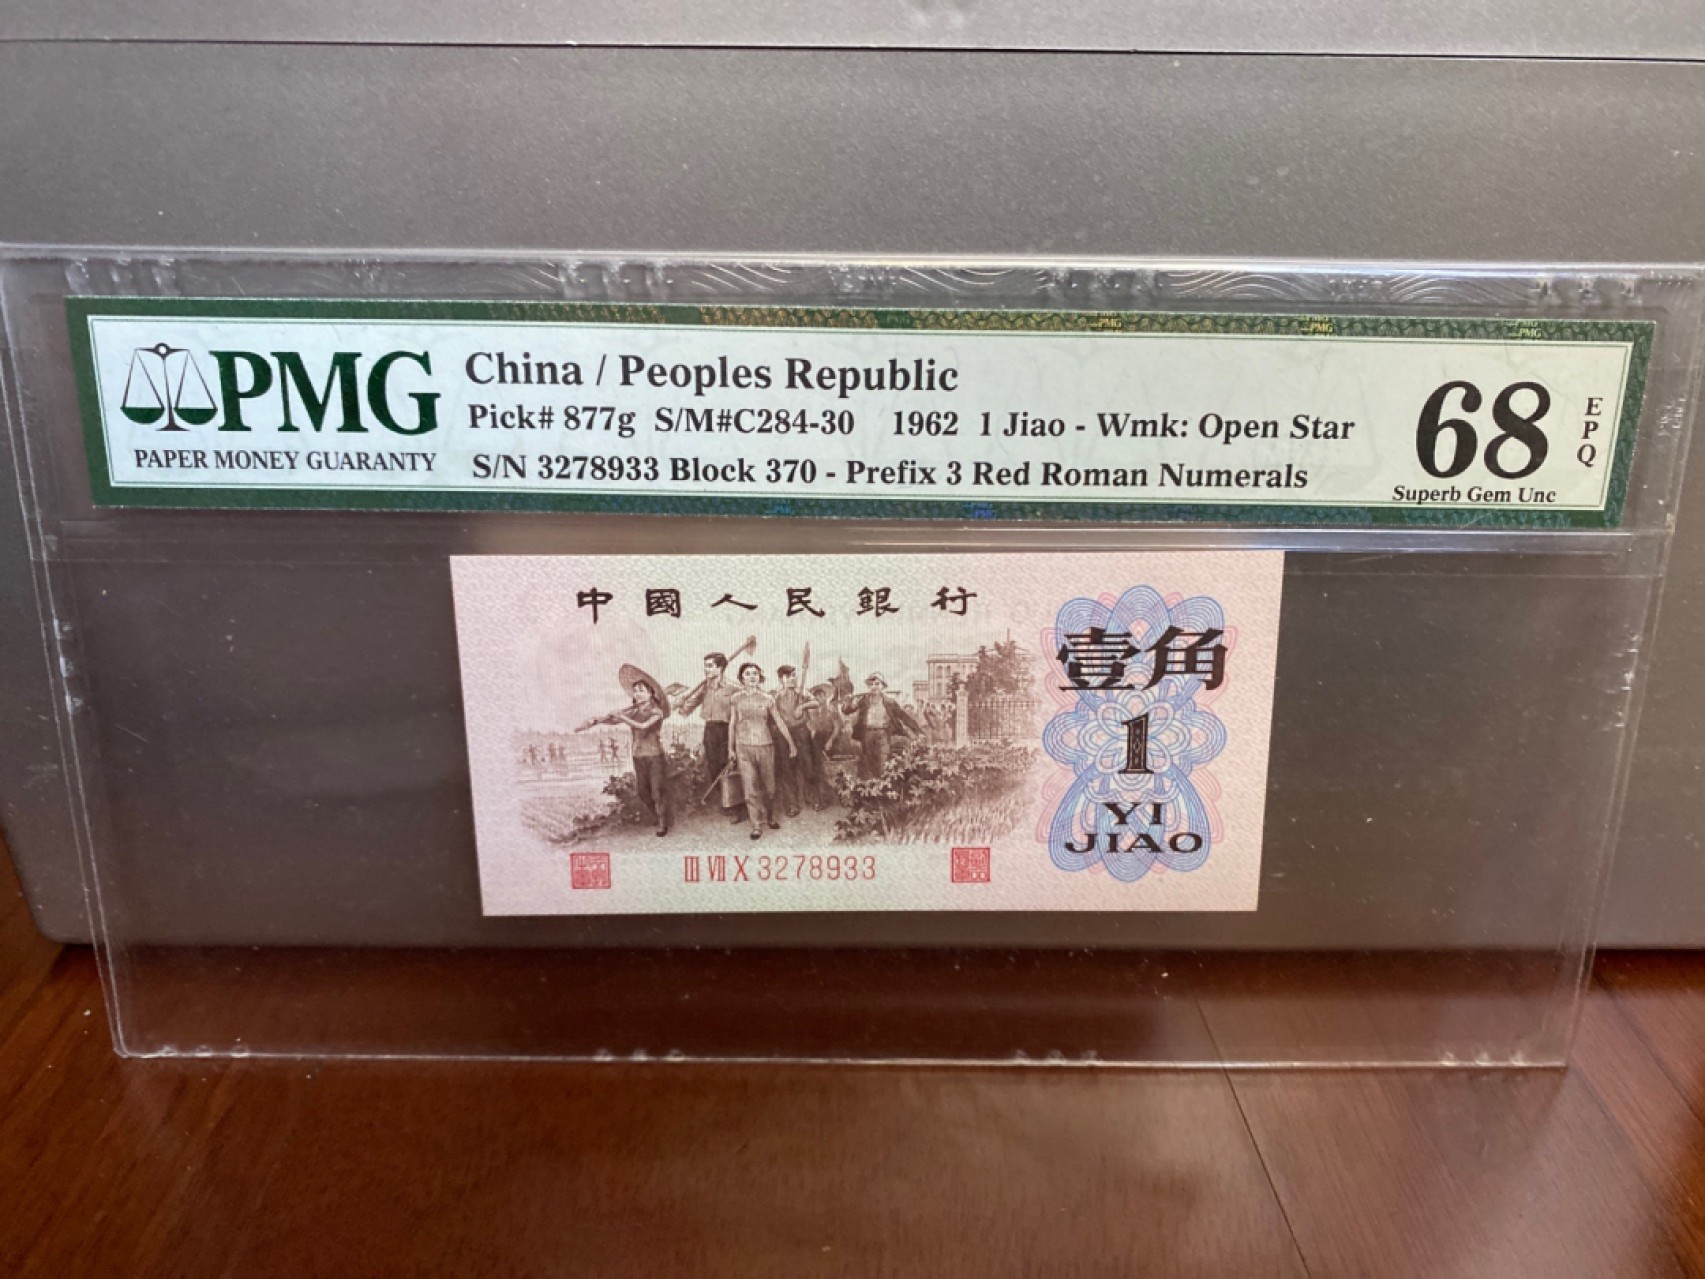 PMG
PAPER MONEY GUARANTY
China / Peoples Republic
Pick# 877g S/M#C284-30 1962 1 Jiao - Wmk: Open Star
S/N 3278933 Block 370 - Prefix 3 Red Roman Numerals
68
EPQ
Superb Gem Unc
中國人民銀行
壹角
1
YI
JIAO
III VII X 3278933